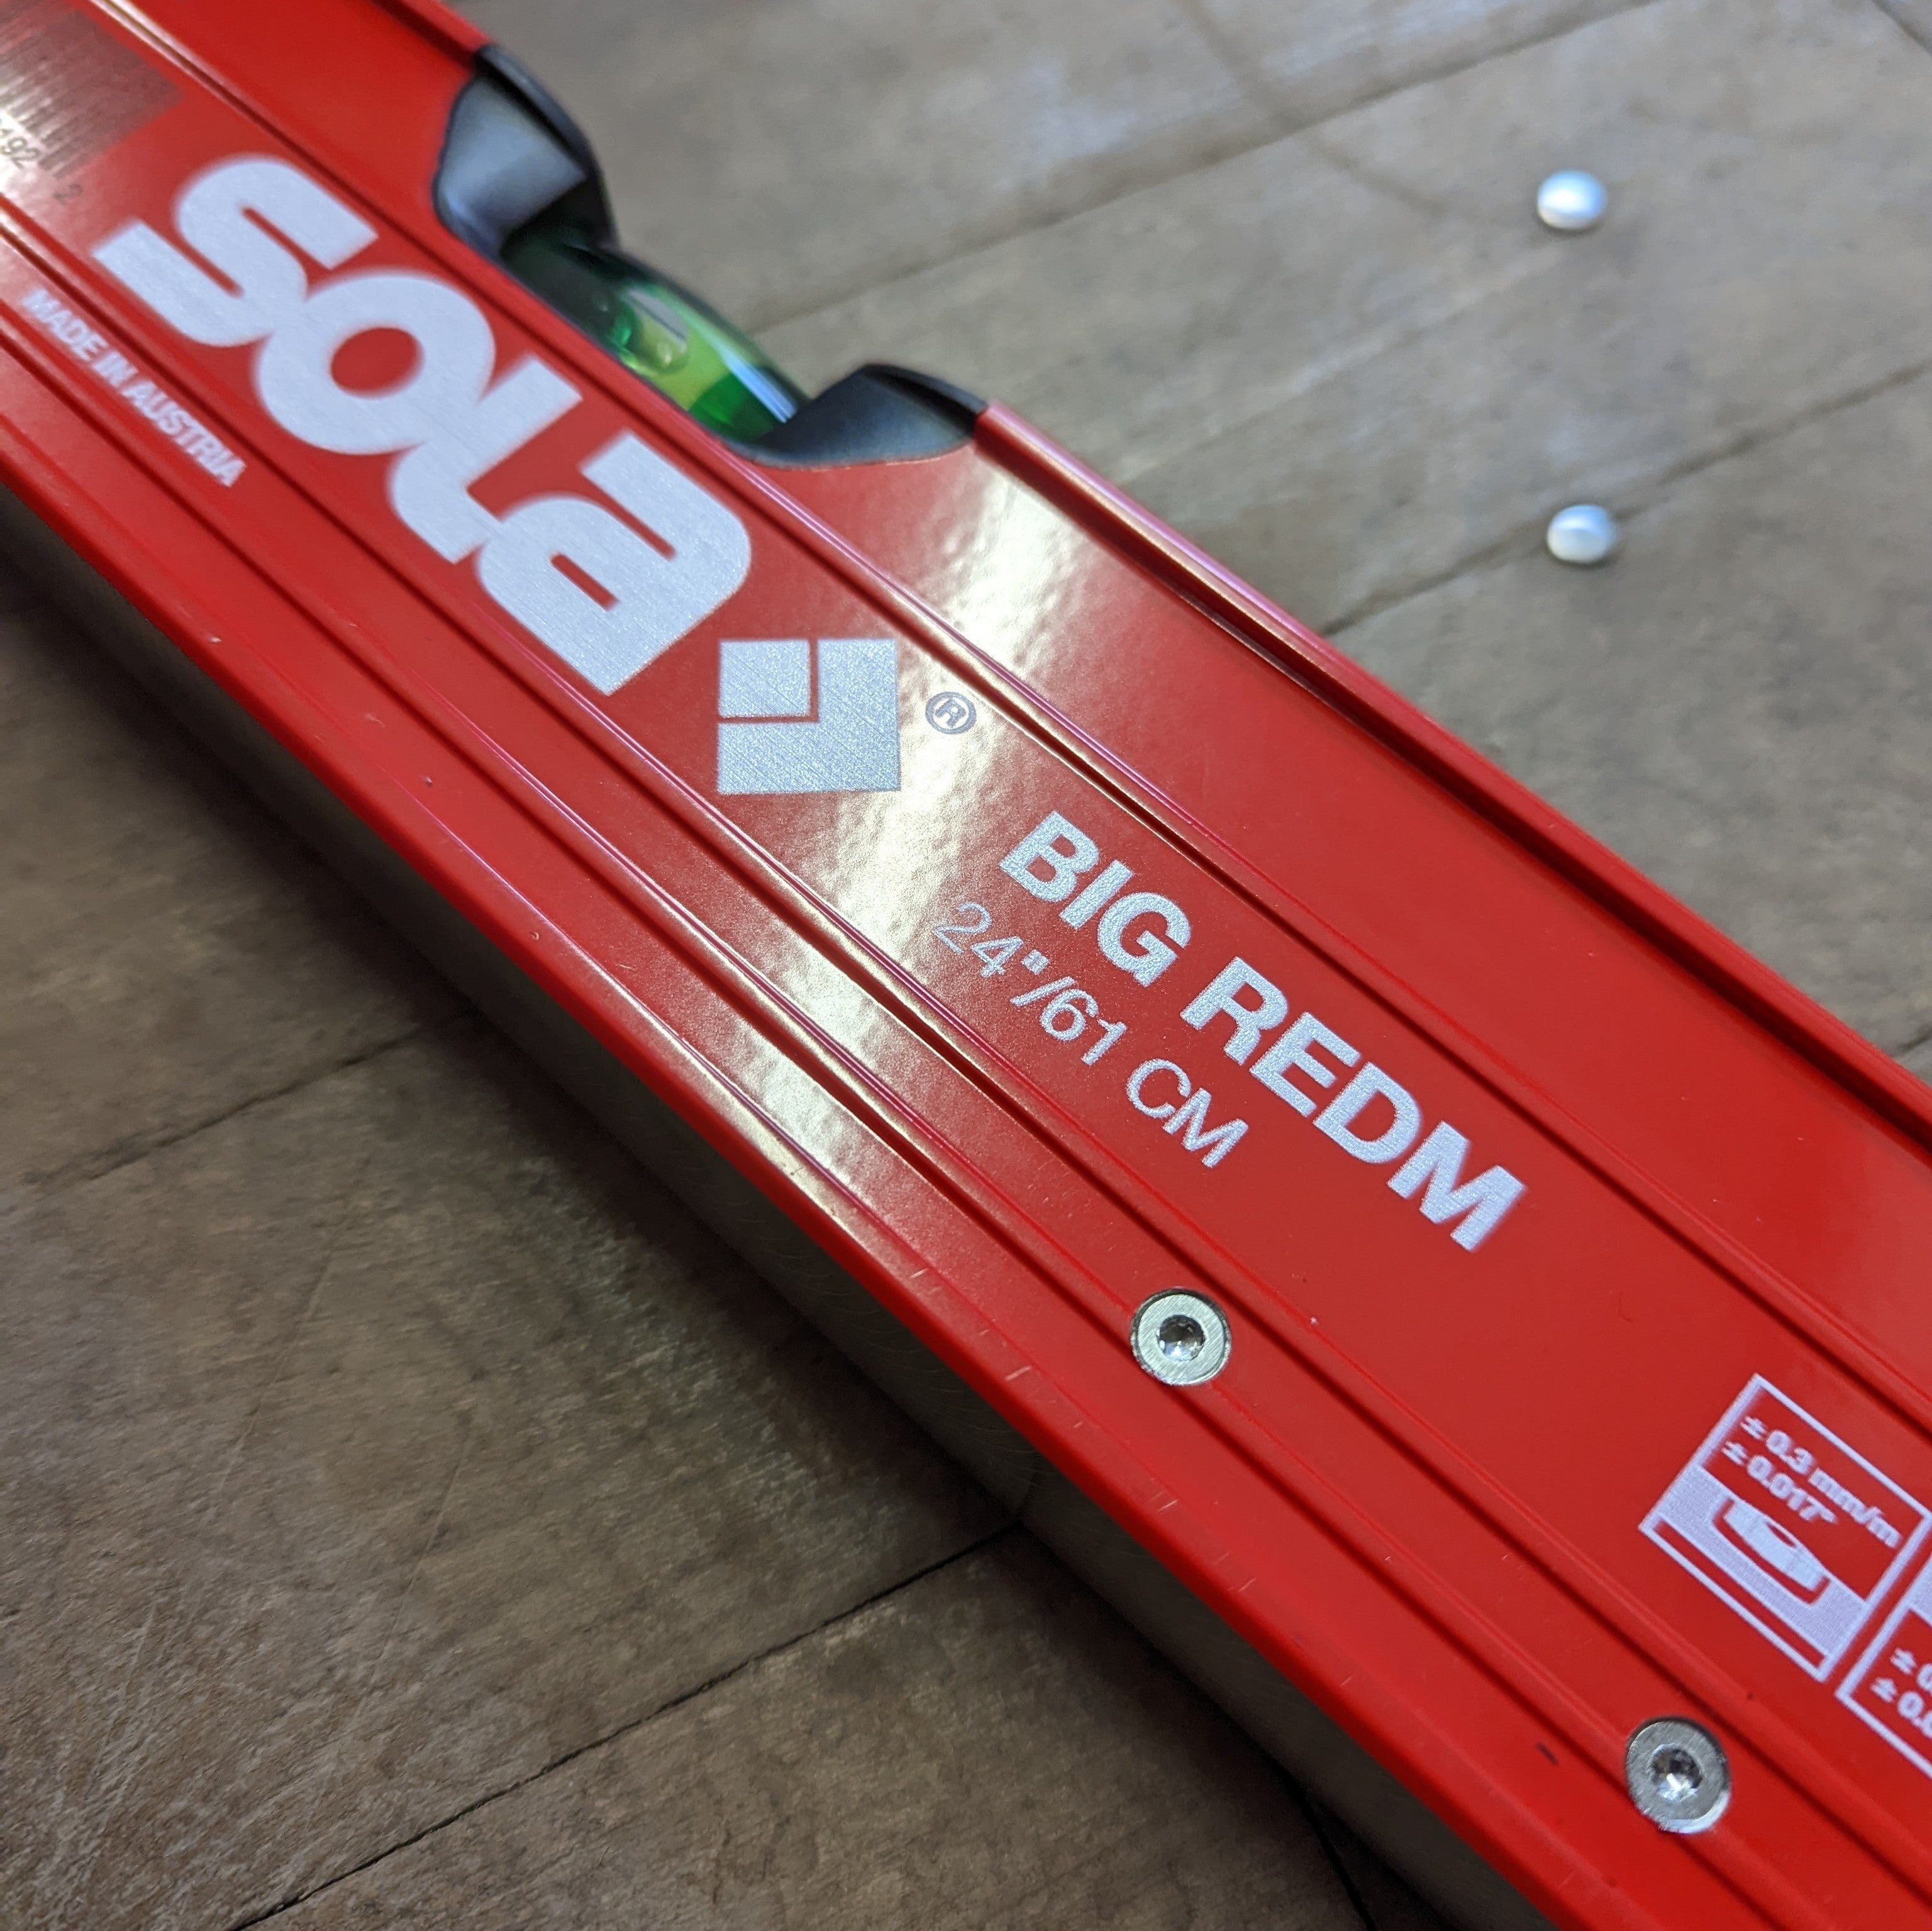 sola
®
MADE IN AUSTRIA
BIG REDM
24"/61 CM
± 0.3 mm/m
± 0.017°